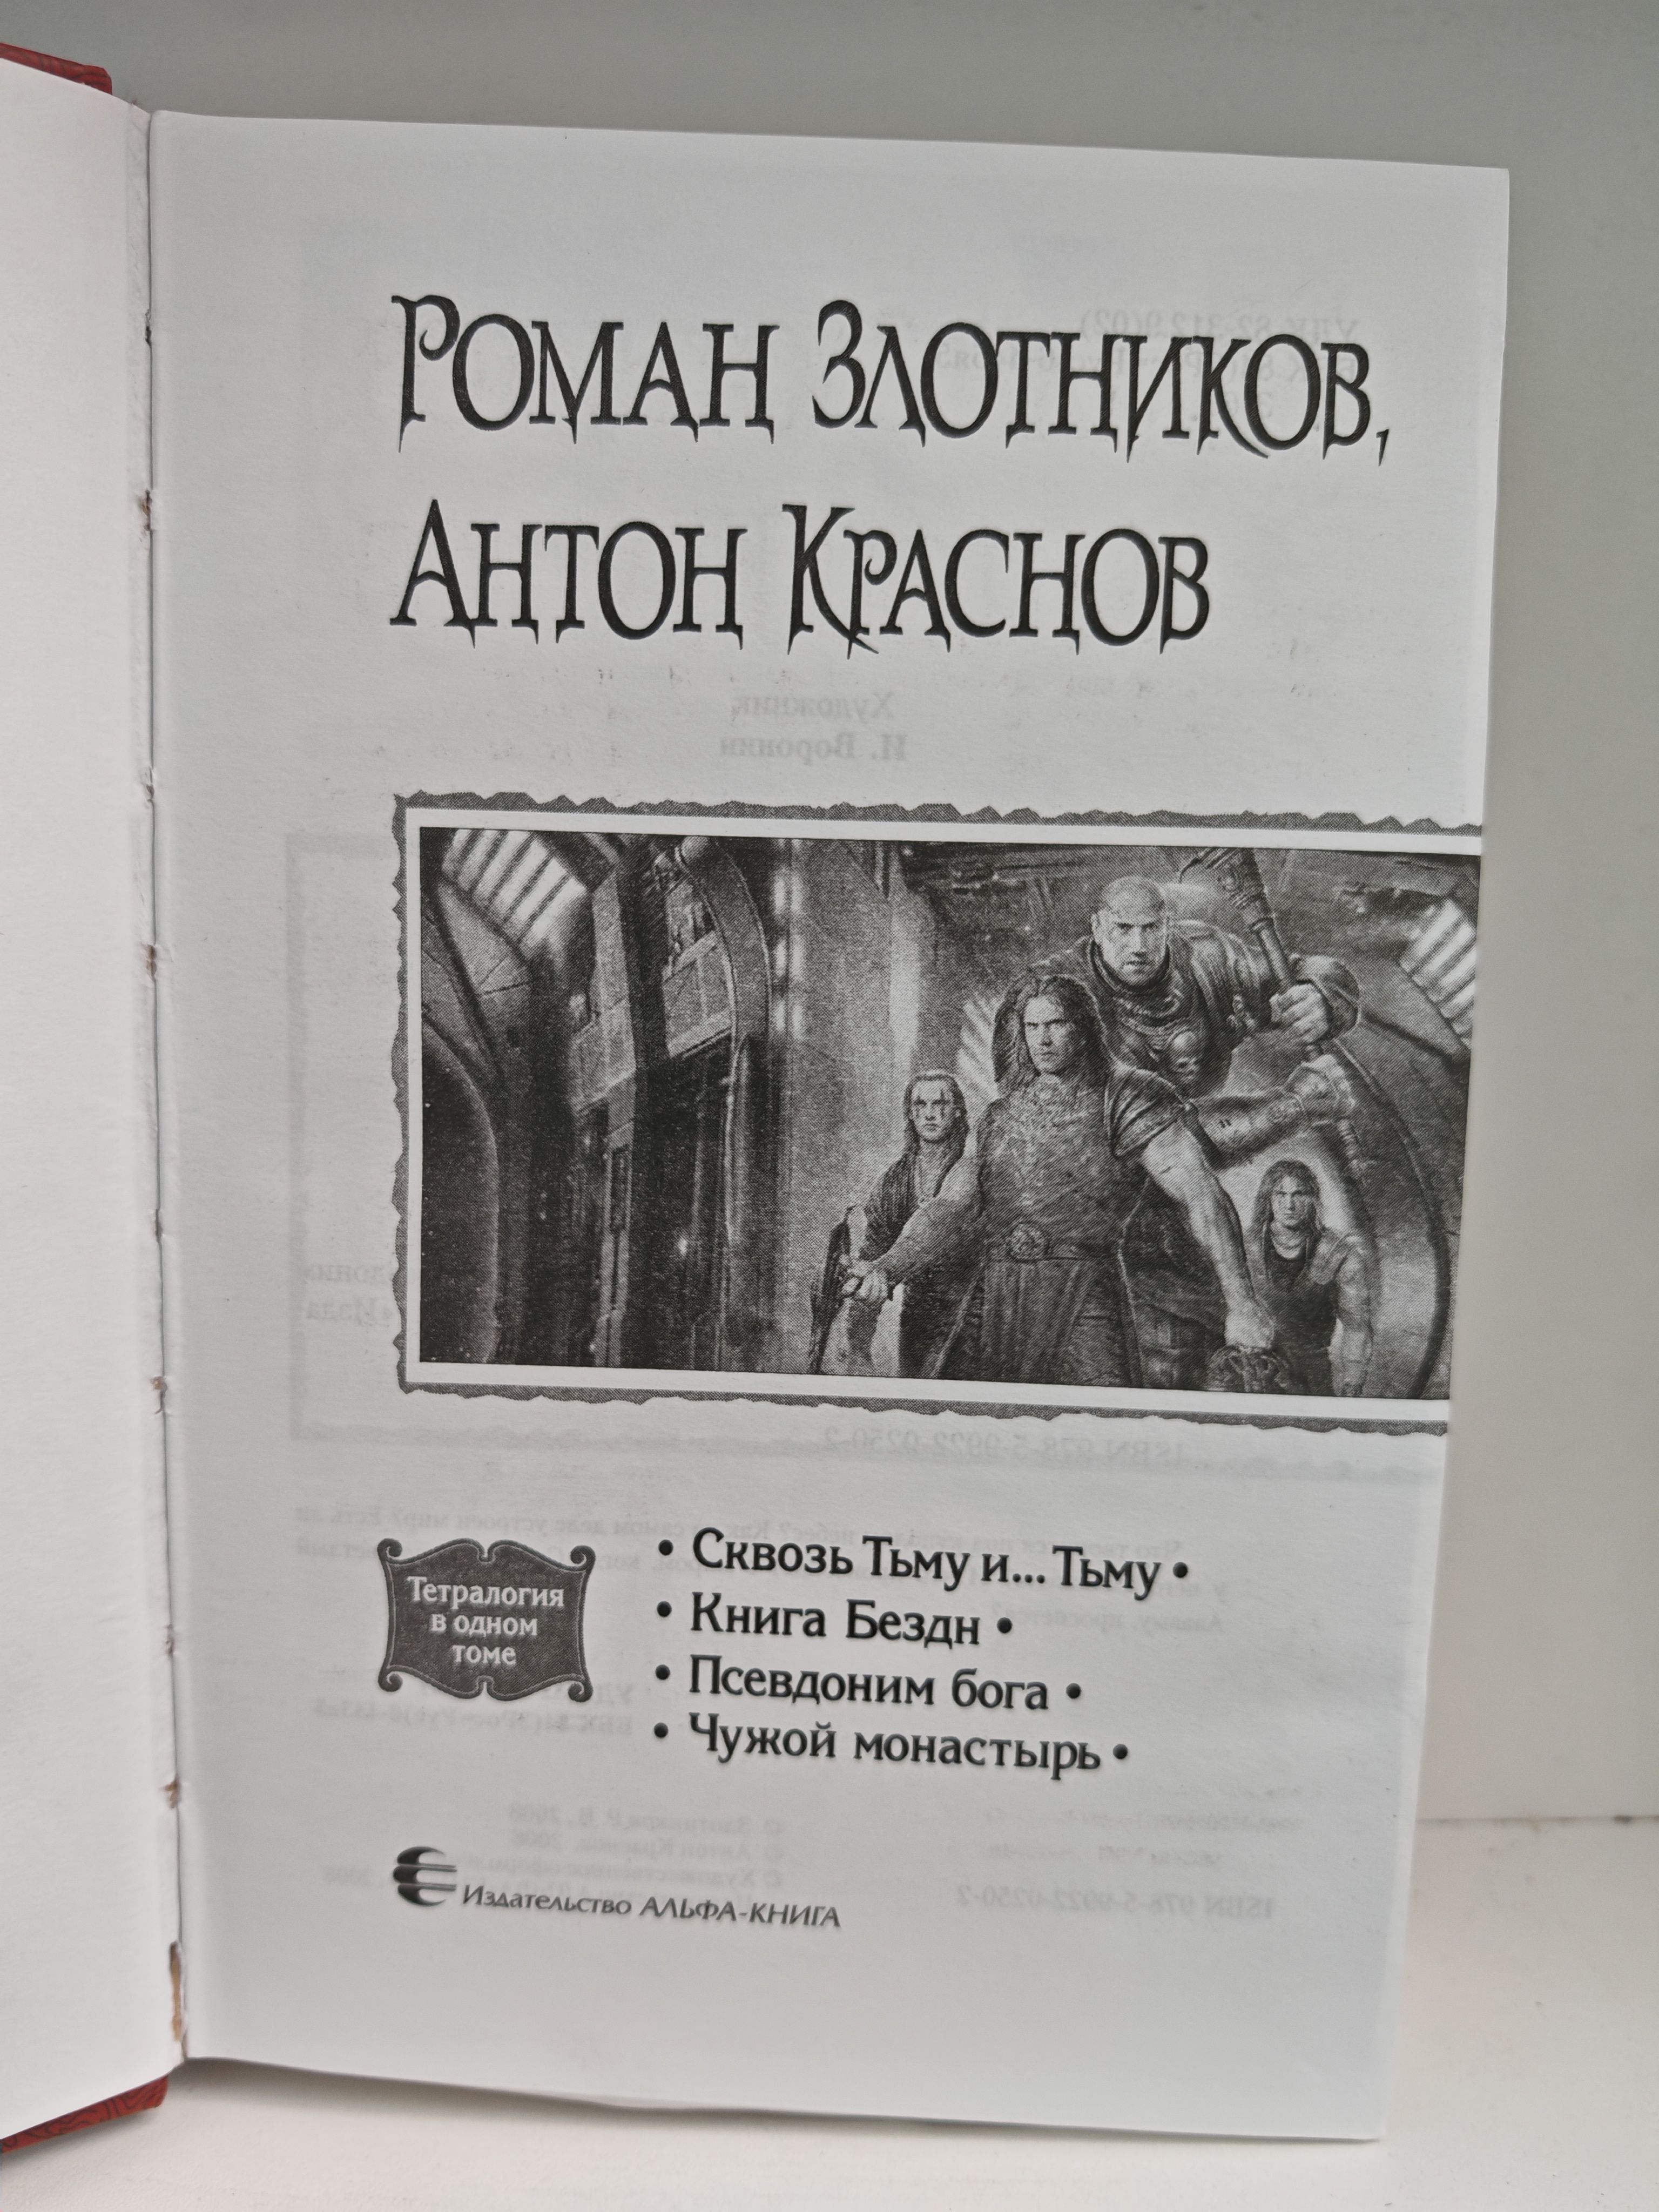 Роман Злотников,
Антон Краснов
Тетралогия
в одном
томе
• Сквозь Тьму и... Тьму •
• Книга Бездн •
• Псевдоним бога •
• Чужой монастырь •
Издательство АЛЬФА-КНИГА